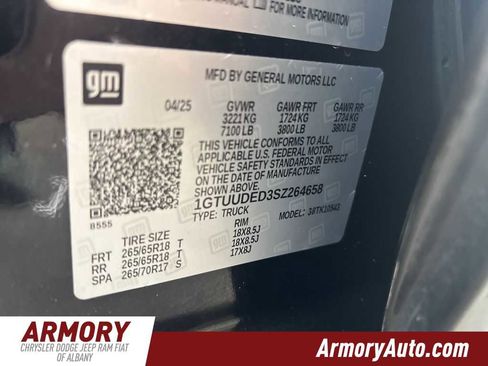 MANUAL FOR MORE INFORMATION
gm
MFD BY GENERAL MOTORS LLC
04/25 GVWR GAWR FRT GAWR RR
3221 KG 1724 KG 1724 KG
7100 LB 3800 LB 3800 LB
THIS VEHICLE CONFORMS TO ALL
APPLICABLE U.S. FEDERAL MOTOR
VEHICLE SAFETY STANDARDS IN
EFFECT ON THE DATE OF MANUFACTURE
SHOWN ABOVE.
1GTUUDED3SZ264658
TYPE: TRUCK MODEL:
8555
TIRE SIZE RIM
FRT 265/65R18 T 18X8.5J
RR 265/65R18 T 18X8.5J
SPA 265/70R17 S 17X8J
ARMORY
CHRYSLER DODGE JEEP RAM FIAT
OF ALBANY
ArmoryAuto.com